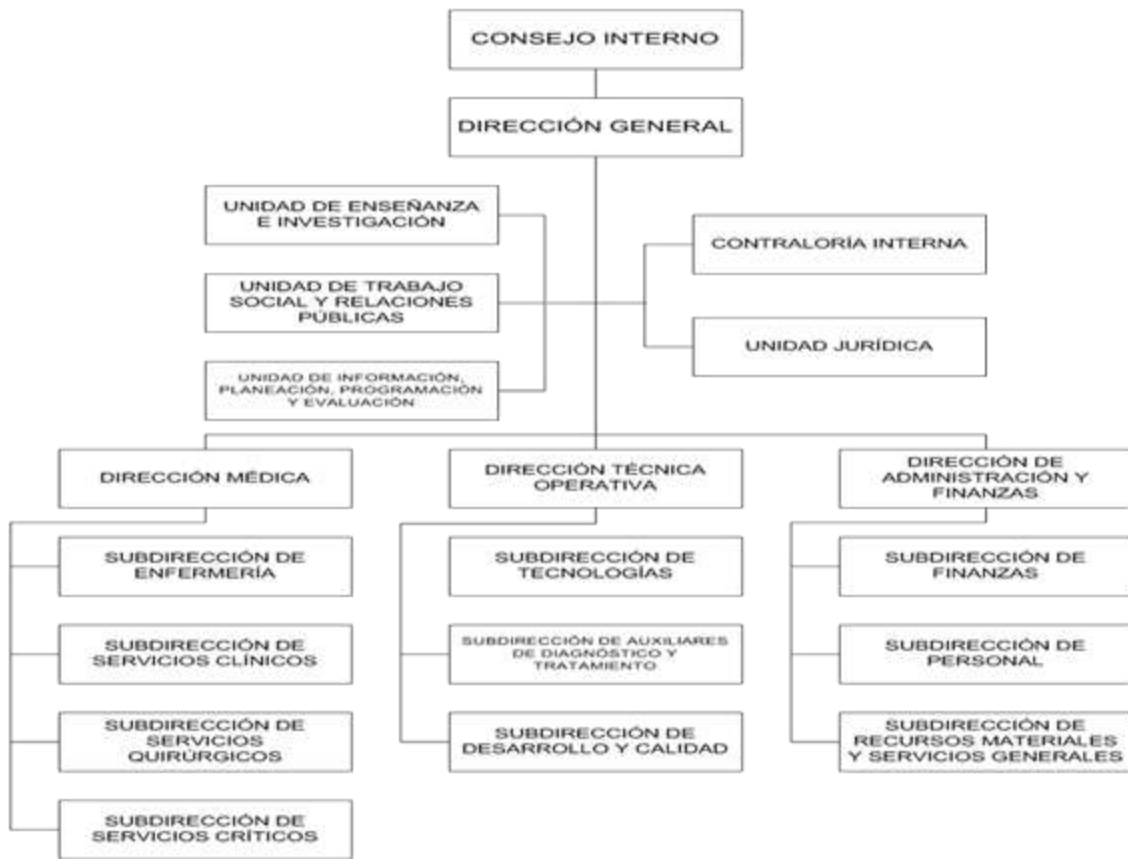 CONSEJO INTERNO
DIRECCIÓN GENERAL
UNIDAD DE ENSEÑANZA
E INVESTIGACIÓN
CONTRALORÍA INTERNA
UNIDAD DE TRABAJO
SOCIAL Y RELACIONES
PÚBLICAS
UNIDAD JURÍDICA
UNIDAD DE INFORMACIÓN,
PLANEACIÓN, PROGRAMACIÓN
Y EVALUACIÓN
DIRECCIÓN MÉDICA
SUBDIRECCIÓN DE
ENFERMERÍA
SUBDIRECCIÓN DE
SERVICIOS CLÍNICOS
SUBDIRECCIÓN DE
SERVICIOS
QUIRÚRGICOS
SUBDIRECCIÓN DE
SERVICIOS CRÍTICOS
DIRECCIÓN TÉCNICA
OPERATIVA
SUBDIRECCIÓN DE
TECNOLOGÍAS
SUBDIRECCIÓN DE AUXILIARES
DE DIAGNÓSTICO Y
TRATAMIENTO
SUBDIRECCIÓN DE
DESARROLLO Y CALIDAD
DIRECCIÓN DE
ADMINISTRACIÓN Y
FINANZAS
SUBDIRECCIÓN DE
FINANZAS
SUBDIRECCIÓN DE
PERSONAL
SUBDIRECCIÓN DE
RECURSOS MATERIALES
Y SERVICIOS GENERALES